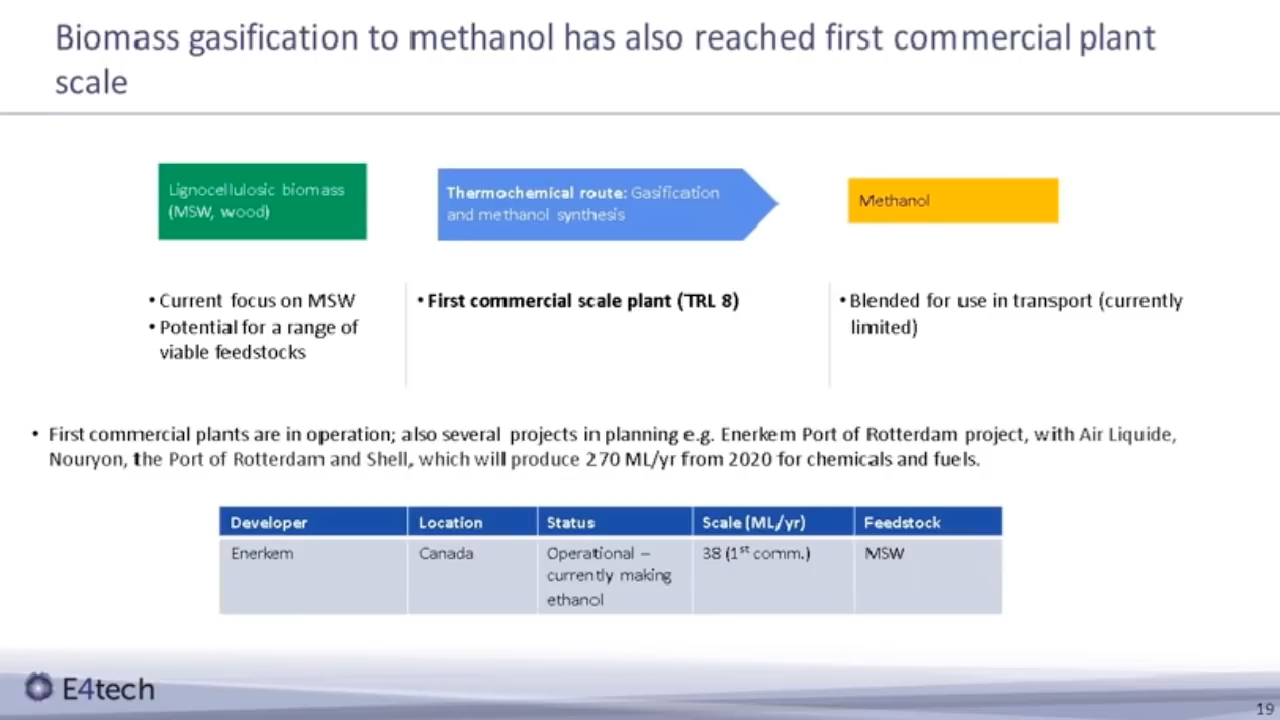 Biomass gasification to methanol has also reached first commercial plant
scale
Lignocellulosic biomass
(MSW, wood)
Thermochemical route: Gasification
and methanol synthesis
Methanol
• Current focus on MSW
• Potential for a range of
viable feedstocks
• First commercial scale plant (TRL 8)
• Blended for use in transport (currently
limited)
• First commercial plants are in operation; also several projects in planning e.g. Enerkem Port of Rotterdam project, with Air Liquide,
Nouryon, the Port of Rotterdam and Shell, which will produce 270 ML/yr from 2020 for chemicals and fuels.
Developer Location Status Scale (ML/yr) Feedstock
Enerkem Canada Operational – 38 (1st comm.) MSW
currently making
ethanol
E4tech
19